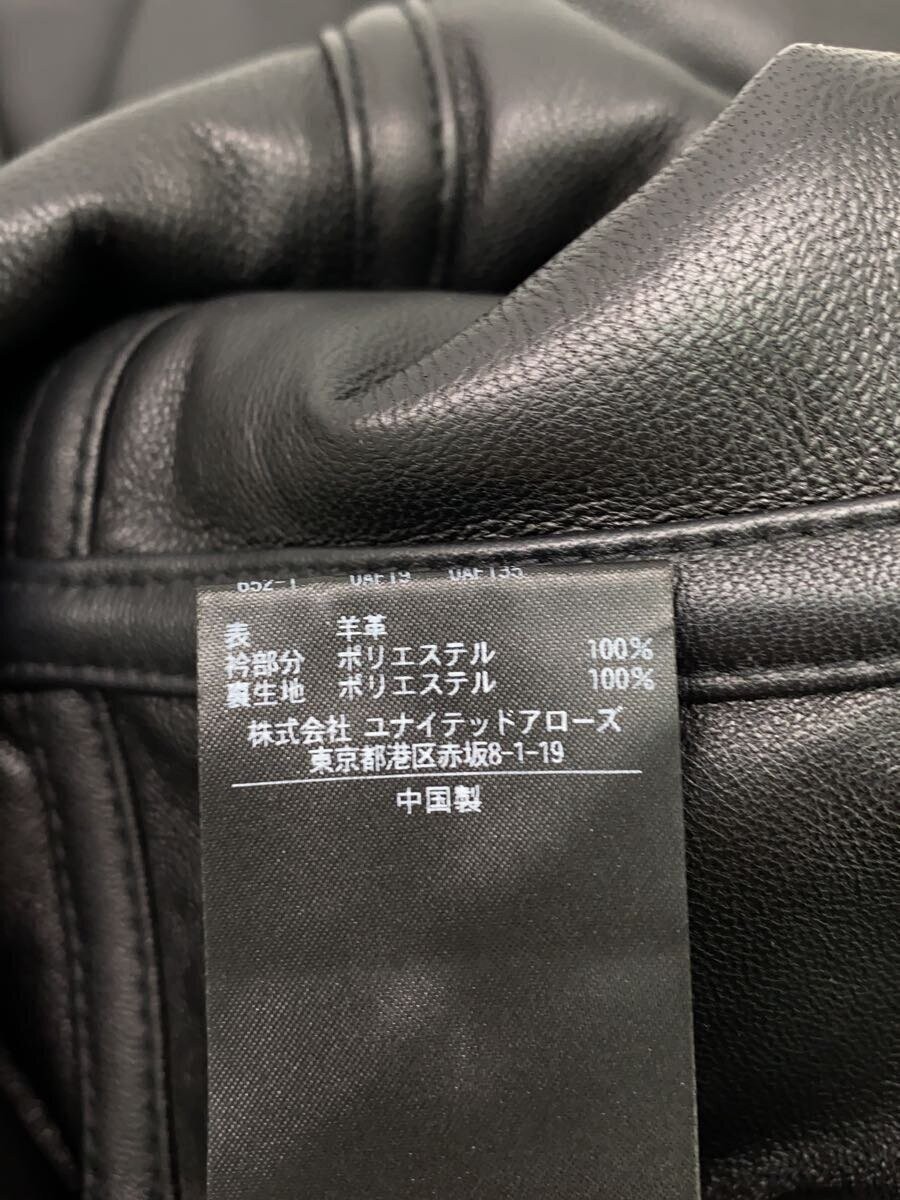 表 羊革
衿部分 ポリエステル 100%
裏生地 ポリエステル 100%
株式会社 ユナイテッドアローズ
東京都港区赤坂8-1-19
中国製